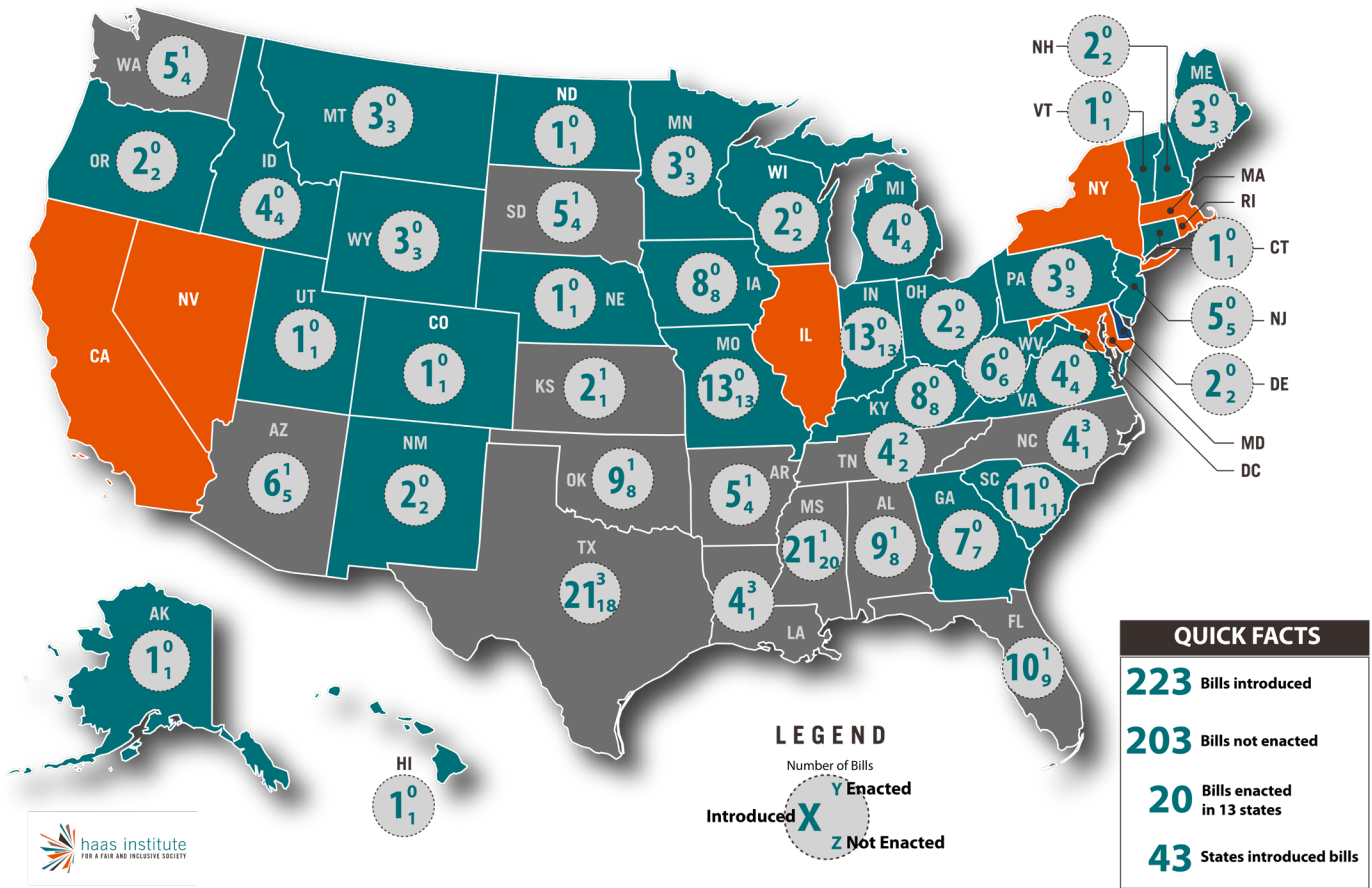 WA 5 1 4
OR 2 0 2
CA
NV
ID 4 0 4
MT 3 0 3
WY 3 0 3
UT 1 0 1
CO 1 0 1
AZ 6 1 5
NM 2 0 2
ND 1 0 1
SD 5 1 4
NE 1 0 1
KS 2 1 1
OK 9 1 8
TX 21 3 18
MN 3 0 3
IA 8 0 8
MO 13 0 13
AR 5 1 4
LA 4 3 1
WI 2 0 2
IL
MI 4 0 4
IN 13 0 13
OH 2 0 2
KY 8 0 8
TN 4 2 2
MS 21 1 20
AL 9 1 8
GA 7 0 7
FL 10 1 9
SC 11 0 11
NC 4 3 1
WV 6 0 6
VA 4 0 4
PA 3 0 3
NY
NH 2 0 2
VT 1 0 1
ME 3 0 3
MA
RI
CT 1 0 1
NJ 5 0 5
DE 2 0 2
MD
DC
AK 1 0 1
HI 1 0 1
LEGEND
Number of Bills
Y Enacted
Introduced X
Z Not Enacted
QUICK FACTS
223 Bills introduced
203 Bills not enacted
20 Bills enacted
in 13 states
43 States introduced bills
haas institute
FOR A FAIR AND INCLUSIVE SOCIETY